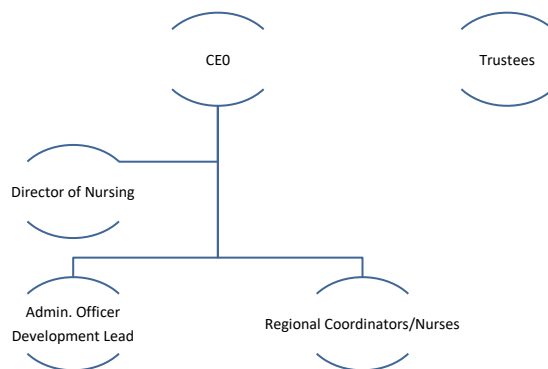 CE0
Trustees
Director of Nursing
Admin. Officer
Development Lead
Regional Coordinators/Nurses